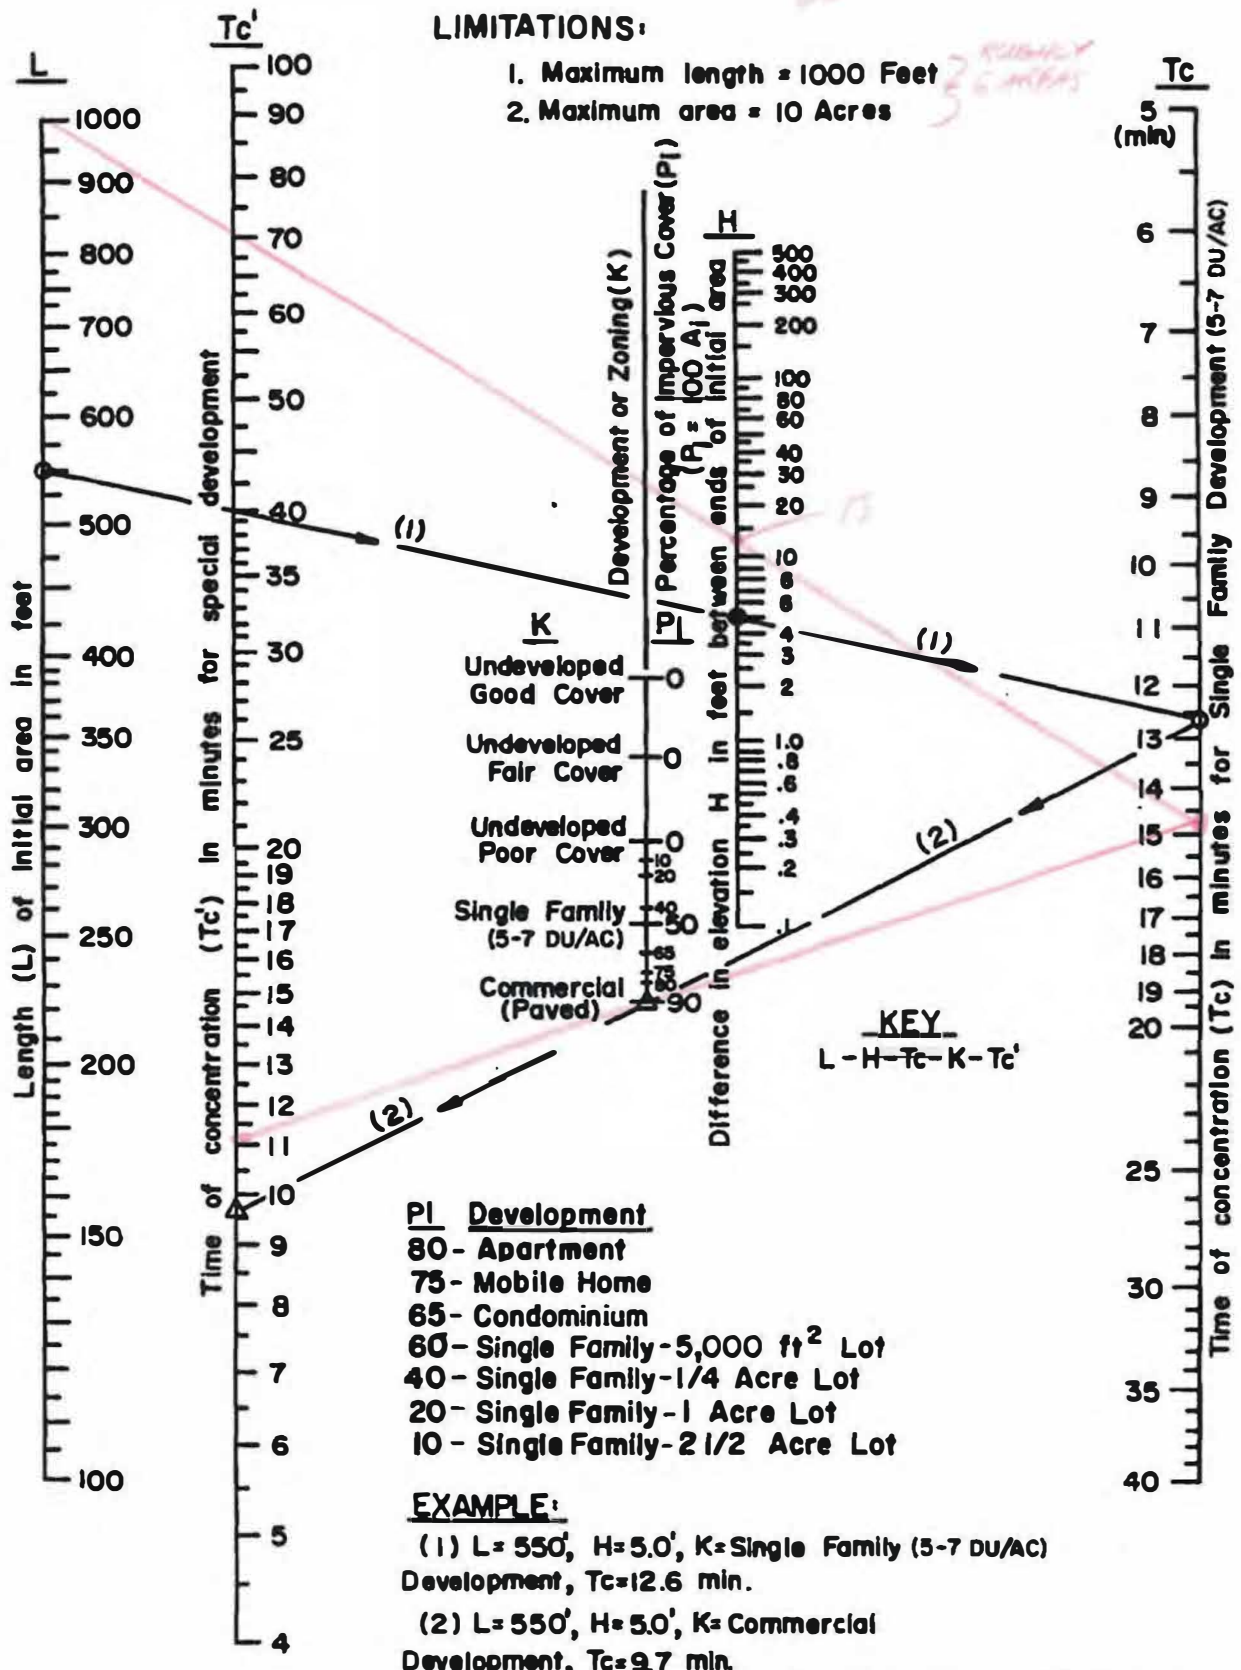 LIMITATIONS:
1. Maximum length = 1000 Feet
2. Maximum area = 10 Acres
L
1000
900
800
700
600
500
400
350
300
250
200
150
100
Length (L) of initial area in feet
Tc'
100
90
80
70
60
50
40
35
30
25
20
19
18
17
16
15
14
13
12
11
10
9
8
7
6
5
4
Time of concentration (Tc') in minutes for special development
(1)
(2)
Development or Zoning (K)
Percentage of Impervious Cover (Pi)
(Pi = 100 Ai)
K
Pi
Undeveloped
Good Cover
0
Undeveloped
Fair Cover
0
Undeveloped
Poor Cover
0
10
20
40
Single Family
(5-7 DU/AC)
50
65
75
80
Commercial
(Paved)
90
H
500
400
300
200
100
80
60
40
30
20
10
8
6
4
3
2
1.0
.8
.6
.4
.3
.2
.1
Difference in elevation H in feet between ends of initial area
(1)
(2)
Tc
5
(min)
6
7
8
9
10
11
12
13
14
15
16
17
18
19
20
25
30
35
40
Time of concentration (Tc) in minutes for Single Family Development (5-7 DU/AC)
KEY
L-H-Tc-K-Tc'
PI Development
80- Apartment
75- Mobile Home
65- Condominium
60- Single Family-5,000 ft² Lot
40- Single Family-1/4 Acre Lot
20- Single Family-1 Acre Lot
10- Single Family-2 1/2 Acre Lot
EXAMPLE:
(1) L=550', H=5.0', K=Single Family (5-7 DU/AC)
Development, Tc=12.6 min.
(2) L=550', H=5.0', K=Commercial
Development, Tc=9.7 min.